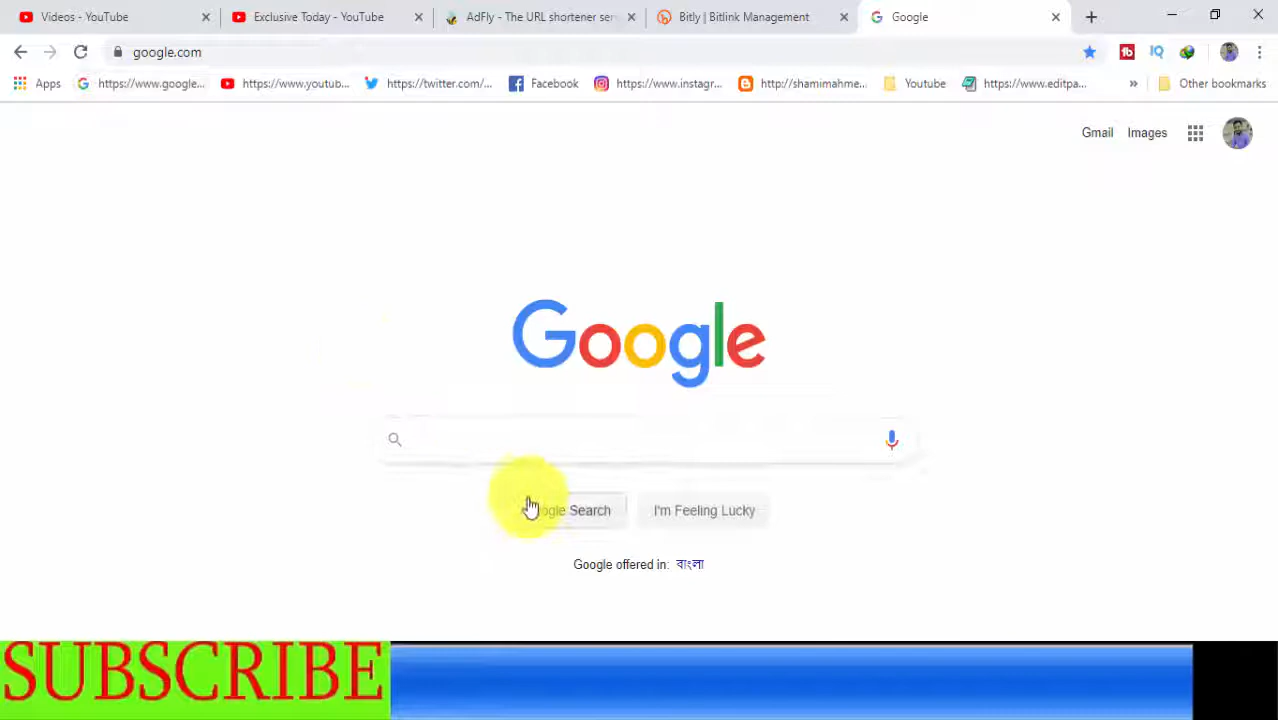 Videos - YouTube
Exclusive Today - YouTube
AdFly - The URL shortener ser
Bitly | Bitlink Management
Google
google.com
Apps
https://www.google...
https://www.youtub...
https://twitter.com/...
Facebook
https://www.instagr...
http://shamimahme...
Youtube
https://www.editpa...
»
Other bookmarks
Gmail
Images
Google
Search
I'm Feeling Lucky
Google offered in: বাংলা
SUBSCRIBE